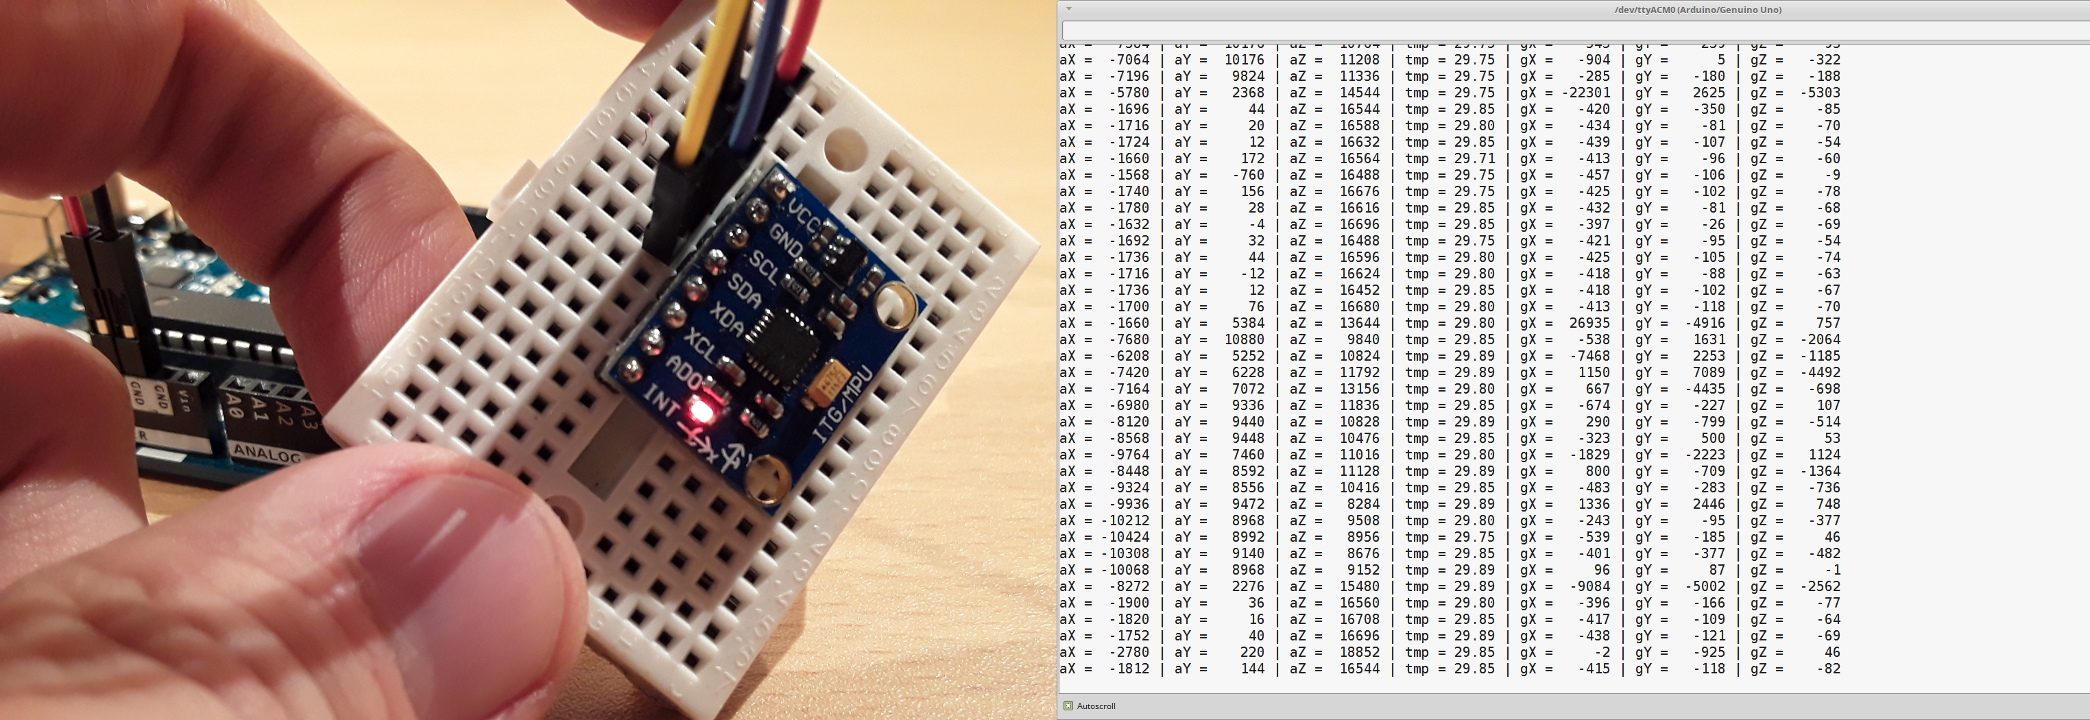 VCC
GND
SCL
SDA
XDA
XCL
AD0
INT
ITG/MPU
GND
GND
Vin
A0
A1
A2
A3
ANALOG
/dev/ttyACM0 (Arduino/Genuino Uno)
aX = -7064 | aY = 10176 | aZ = 11208 | tmp = 29.75 | gX = -904 | gY = 5 | gZ = -322
aX = -7196 | aY = 9824 | aZ = 11336 | tmp = 29.75 | gX = -285 | gY = -180 | gZ = -188
aX = -5780 | aY = 2368 | aZ = 14544 | tmp = 29.75 | gX = -22301 | gY = 2625 | gZ = -5303
aX = -1696 | aY = 44 | aZ = 16544 | tmp = 29.85 | gX = -420 | gY = -350 | gZ = -85
aX = -1716 | aY = 20 | aZ = 16588 | tmp = 29.80 | gX = -434 | gY = -81 | gZ = -70
aX = -1724 | aY = 12 | aZ = 16632 | tmp = 29.85 | gX = -439 | gY = -107 | gZ = -54
aX = -1660 | aY = 172 | aZ = 16564 | tmp = 29.71 | gX = -413 | gY = -96 | gZ = -60
aX = -1568 | aY = -760 | aZ = 16488 | tmp = 29.85 | gX = -457 | gY = -106 | gZ = -9
aX = -1740 | aY = 156 | aZ = 16676 | tmp = 29.85 | gX = -425 | gY = -102 | gZ = -78
aX = -1780 | aY = 28 | aZ = 16616 | tmp = 29.85 | gX = -432 | gY = -81 | gZ = -68
aX = -1632 | aY = -4 | aZ = 16696 | tmp = 29.85 | gX = -397 | gY = -26 | gZ = -69
aX = -1692 | aY = 32 | aZ = 16488 | tmp = 29.75 | gX = -421 | gY = -95 | gZ = -54
aX = -1736 | aY = 44 | aZ = 16596 | tmp = 29.80 | gX = -425 | gY = -105 | gZ = -74
aX = -1716 | aY = -12 | aZ = 16624 | tmp = 29.85 | gX = -418 | gY = -88 | gZ = -63
aX = -1736 | aY = 12 | aZ = 16452 | tmp = 29.85 | gX = -418 | gY = -102 | gZ = -67
aX = -1700 | aY = 76 | aZ = 16680 | tmp = 29.80 | gX = -413 | gY = -118 | gZ = -70
aX = -1660 | aY = 5384 | aZ = 13644 | tmp = 29.80 | gX = 26935 | gY = -4916 | gZ = 757
aX = -7680 | aY = 10880 | aZ = 9840 | tmp = 29.85 | gX = -538 | gY = 1631 | gZ = -2064
aX = -6208 | aY = 5252 | aZ = 10824 | tmp = 29.89 | gX = -7468 | gY = 2253 | gZ = -1185
aX = -7420 | aY = 6228 | aZ = 11792 | tmp = 29.89 | gX = 1150 | gY = 7089 | gZ = -4492
aX = -7164 | aY = 7072 | aZ = 13156 | tmp = 29.85 | gX = 667 | gY = -4435 | gZ = -698
aX = -6980 | aY = 9336 | aZ = 11836 | tmp = 29.85 | gX = -674 | gY = -227 | gZ = 107
aX = -8120 | aY = 9440 | aZ = 10828 | tmp = 29.89 | gX = 290 | gY = -799 | gZ = -514
aX = -8568 | aY = 9448 | aZ = 10476 | tmp = 29.85 | gX = -323 | gY = 500 | gZ = 53
aX = -9764 | aY = 7460 | aZ = 11016 | tmp = 29.80 | gX = -1829 | gY = -2223 | gZ = 1124
aX = -8448 | aY = 8592 | aZ = 11128 | tmp = 29.89 | gX = 800 | gY = -709 | gZ = -1364
aX = -9324 | aY = 8556 | aZ = 10416 | tmp = 29.85 | gX = -483 | gY = -283 | gZ = -736
aX = -9936 | aY = 9472 | aZ = 8284 | tmp = 29.89 | gX = 1336 | gY = 2446 | gZ = 748
aX = -10212 | aY = 8968 | aZ = 9508 | tmp = 29.80 | gX = -243 | gY = -95 | gZ = -377
aX = -10424 | aY = 8992 | aZ = 8956 | tmp = 29.75 | gX = -539 | gY = -185 | gZ = 46
aX = -10308 | aY = 9140 | aZ = 8676 | tmp = 29.85 | gX = -401 | gY = -377 | gZ = -482
aX = -10068 | aY = 8968 | aZ = 9152 | tmp = 29.89 | gX = 96 | gY = 87 | gZ = -1
aX = -8272 | aY = 2276 | aZ = 15480 | tmp = 29.89 | gX = -9084 | gY = -5002 | gZ = -2562
aX = -1900 | aY = 36 | aZ = 16560 | tmp = 29.80 | gX = -396 | gY = -166 | gZ = -77
aX = -1820 | aY = 16 | aZ = 16708 | tmp = 29.85 | gX = -417 | gY = -109 | gZ = -64
aX = -1752 | aY = 40 | aZ = 16696 | tmp = 29.89 | gX = -438 | gY = -121 | gZ = -69
aX = -2780 | aY = 220 | aZ = 18852 | tmp = 29.85 | gX = -2 | gY = -925 | gZ = 46
aX = -1812 | aY = 144 | aZ = 16544 | tmp = 29.85 | gX = -415 | gY = -118 | gZ = -82
Autoscroll